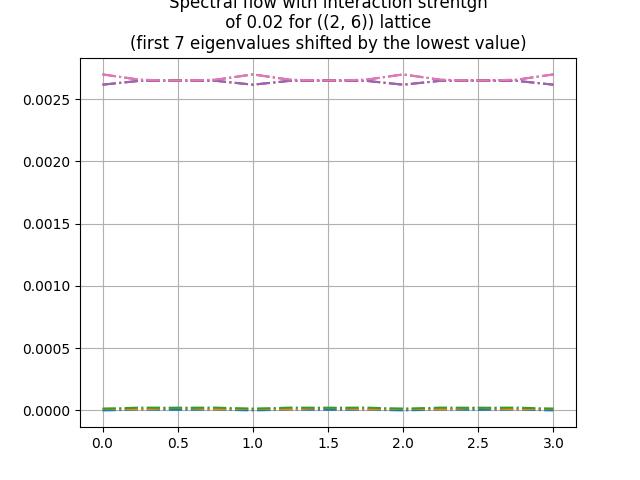 Spectral flow with interaction strentgh
of 0.02 for ((2, 6)) lattice
(first 7 eigenvalues shifted by the lowest value)
0.0025
0.0020
0.0015
0.0010
0.0005
0.0000
0.0 0.5 1.0 1.5 2.0 2.5 3.0